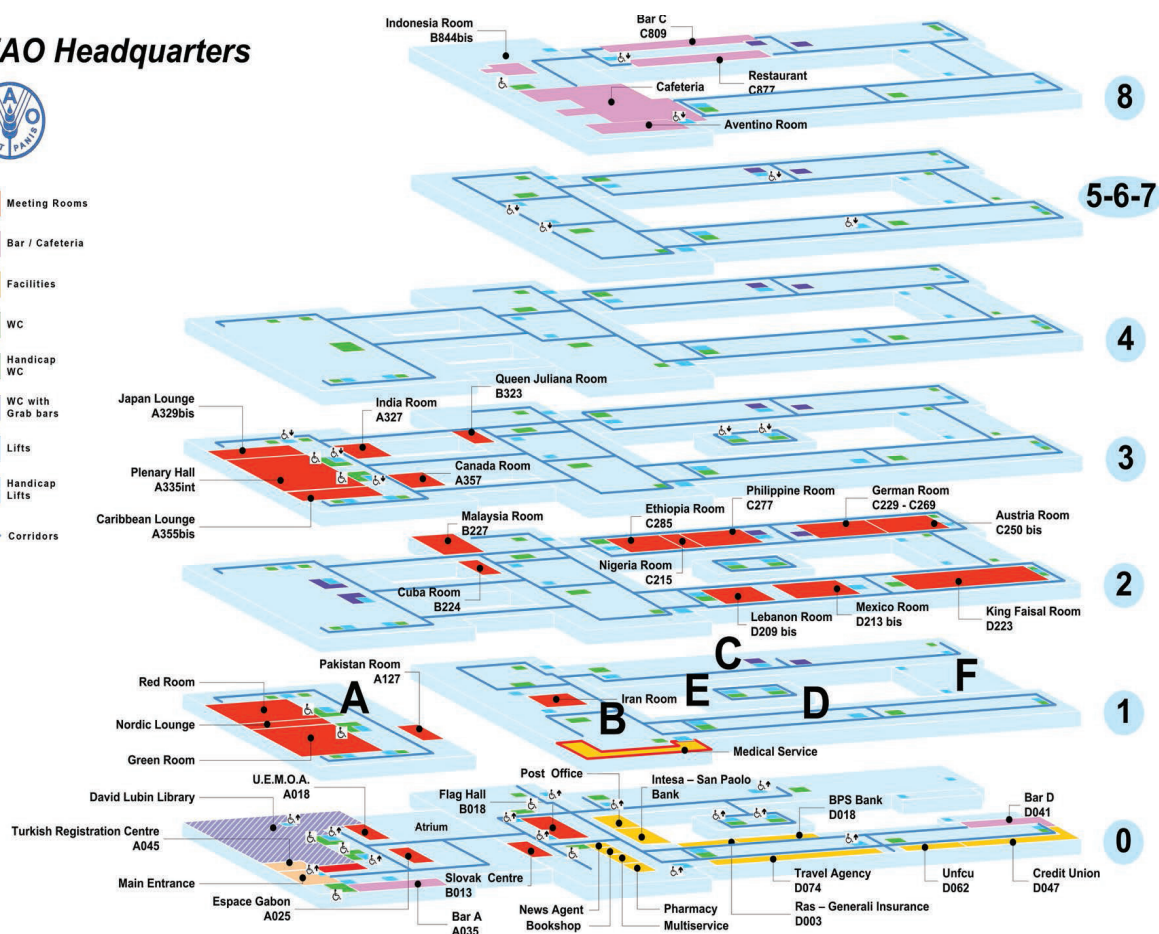 AO Headquarters
A
O
T PANIS
Meeting Rooms
Bar / Cafeteria
Facilities
WC
Handicap
WC
WC with
Grab bars
Lifts
Handicap
Lifts
Corridors
Indonesia Room
B844bis
Bar C
C809
Restaurant
C877
Cafeteria
Aventino Room
8
5-6-7
4
Japan Lounge
A329bis
India Room
A327
Queen Juliana Room
B323
Plenary Hall
A335int
Canada Room
A357
Caribbean Lounge
A355bis
3
Malaysia Room
B227
Ethiopia Room
C285
Philippine Room
C277
German Room
C229 - C269
Austria Room
C250 bis
Nigeria Room
C215
Cuba Room
B224
Lebanon Room
D209 bis
Mexico Room
D213 bis
King Faisal Room
D223
2
Pakistan Room
A127
Red Room
Nordic Lounge
Green Room
A
Iran Room
B
C
E
D
F
Medical Service
1
U.E.M.O.A.
A018
David Lubin Library
Turkish Registration Centre
A045
Main Entrance
Espace Gabon
A025
Atrium
Bar A
A035
Flag Hall
B018
Slovak Centre
B013
Post Office
Intesa – San Paolo
Bank
BPS Bank
D018
Bar D
D041
News Agent
Bookshop
Pharmacy
Multiservice
Travel Agency
D074
Ras – Generali Insurance
D003
Unfcu
D062
Credit Union
D047
0